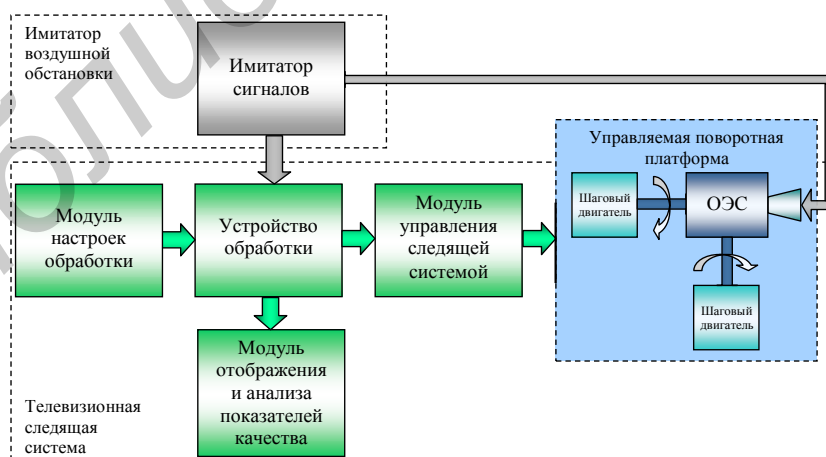 Имитатор
воздушной
обстановки
Имитатор
сигналов
Управляемая поворотная
платформа
Шаговый
двигатель
ОЭС
Шаговый
двигатель
Модуль
настроек
обработки
Устройство
обработки
Модуль
управления
следящей
системой
Модуль
отображения
и анализа
показателей
качества
Телевизионная
следящая
система